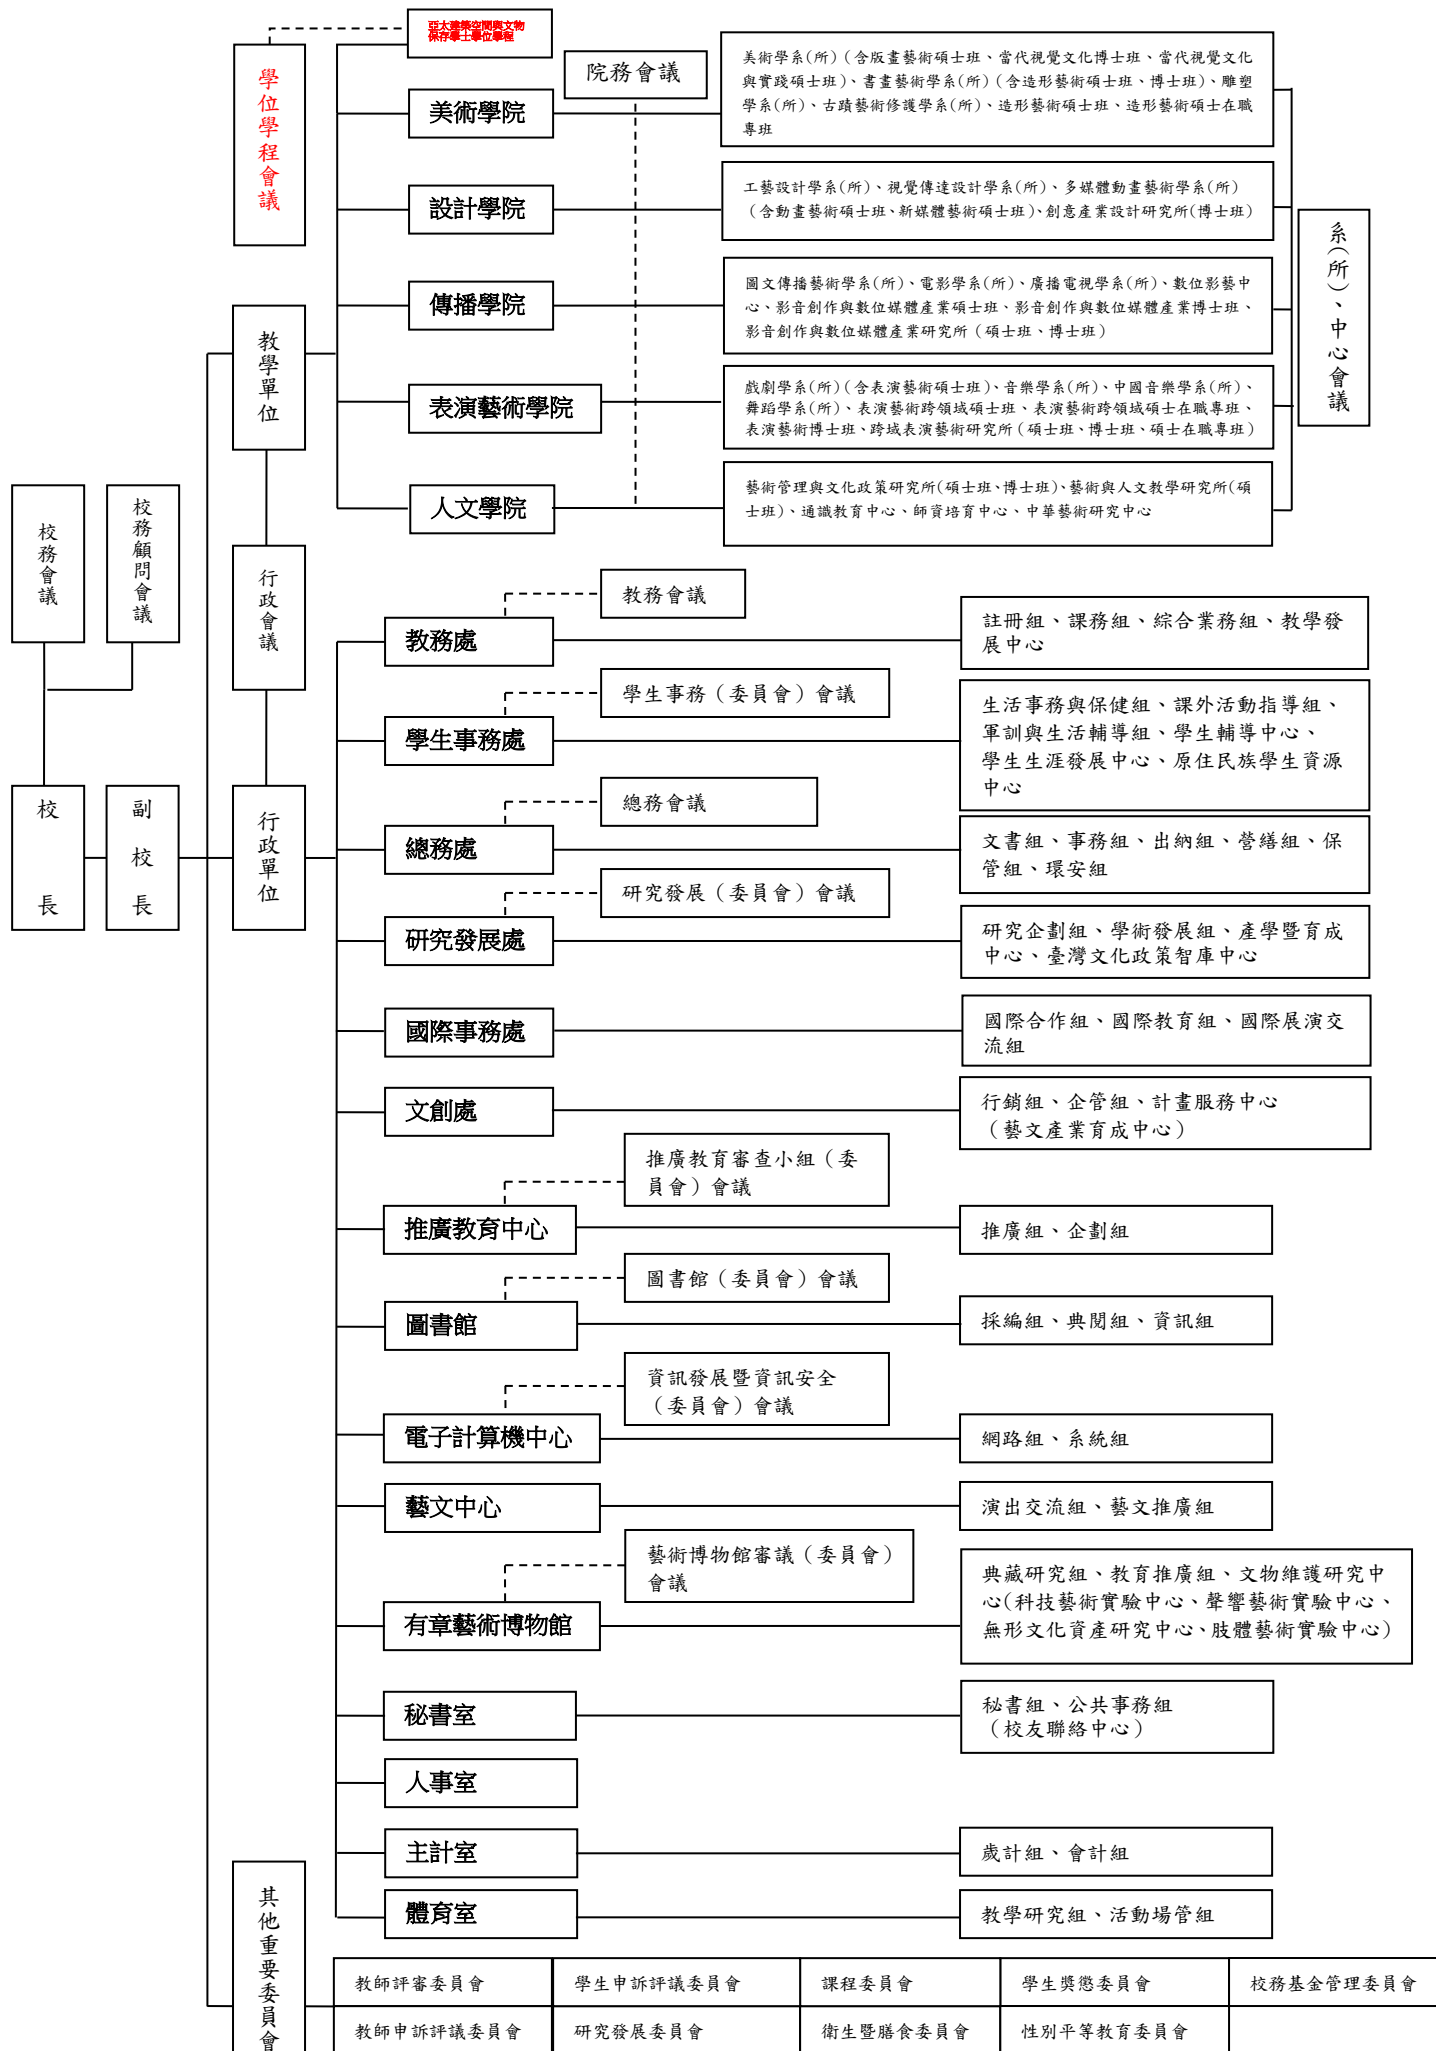 亞太建築空間與文物
保存學士學位學程
學位學程會議
院務會議
美術學院
美術學系(所)(含版畫藝術碩士班、當代視覺文化博士班、當代視覺文化
與實踐碩士班)、書畫藝術學系(所)(含造形藝術碩士班、博士班)、雕塑
學系(所)、古蹟藝術修護學系(所)、造形藝術碩士班、造形藝術碩士在職
專班
設計學院
工藝設計學系(所)、視覺傳達設計學系(所)、多媒體動畫藝術學系(所)
(含動畫藝術碩士班、新媒體藝術碩士班)、創意產業設計研究所(博士班)
系(所)、中心會議
傳播學院
圖文傳播藝術學系(所)、電影學系(所)、廣播電視學系(所)、數位影藝中
心、影音創作與數位媒體產業碩士班、影音創作與數位媒體產業博士班、
影音創作與數位媒體產業研究所（碩士班、博士班）
教學單位
表演藝術學院
戲劇學系(所)(含表演藝術碩士班)、音樂學系(所)、中國音樂學系(所)、
舞蹈學系(所)、表演藝術跨領域碩士班、表演藝術跨領域碩士在職專班、
表演藝術博士班、跨域表演藝術研究所（碩士班、博士班、碩士在職專班）
人文學院
藝術管理與文化政策研究所(碩士班、博士班)、藝術與人文教學研究所(碩
士班)、通識教育中心、師資培育中心、中華藝術研究中心
校務會議
校務顧問會議
行政會議
教務會議
教務處
註冊組、課務組、綜合業務組、教學發
展中心
學生事務（委員會）會議
學生事務處
生活事務與保健組、課外活動指導組、
軍訓與生活輔導組、學生輔導中心、
學生生涯發展中心、原住民族學生資源
中心
校長
副校長
行政單位
總務會議
總務處
文書組、事務組、出納組、營繕組、保
管組、環安組
研究發展（委員會）會議
研究發展處
研究企劃組、學術發展組、產學暨育成
中心、臺灣文化政策智庫中心
國際事務處
國際合作組、國際教育組、國際展演交
流組
文創處
行銷組、企管組、計畫服務中心
（藝文產業育成中心）
推廣教育審查小組（委
員會）會議
推廣教育中心
推廣組、企劃組
圖書館（委員會）會議
圖書館
採編組、典閱組、資訊組
資訊發展暨資訊安全
（委員會）會議
電子計算機中心
網路組、系統組
藝文中心
演出交流組、藝文推廣組
藝術博物館審議（委員會）
會議
有章藝術博物館
典藏研究組、教育推廣組、文物維護研究中
心(科技藝術實驗中心、聲響藝術實驗中心、
無形文化資產研究中心、肢體藝術實驗中心)
秘書室
秘書組、公共事務組
（校友聯絡中心）
人事室
主計室
歲計組、會計組
體育室
教學研究組、活動場管組
其他重要委員會
教師評審委員會
學生申訴評議委員會
課程委員會
學生獎懲委員會
校務基金管理委員會
教師申訴評議委員會
研究發展委員會
衛生暨膳食委員會
性別平等教育委員會